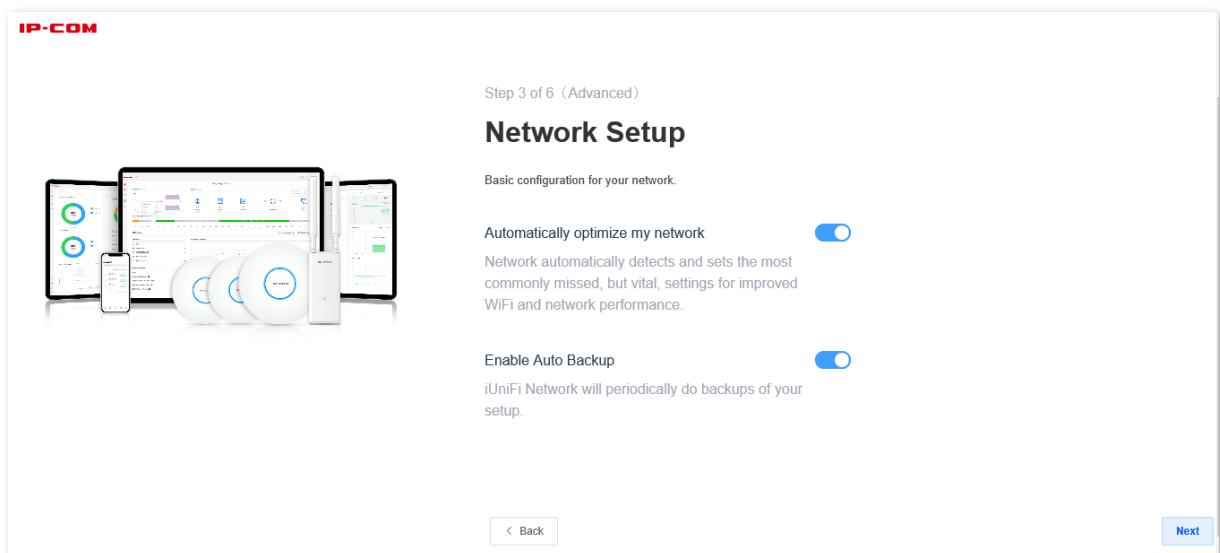 IP-COM
Step 3 of 6（Advanced）
Network Setup
Basic configuration for your network.
Automatically optimize my network
Network automatically detects and sets the most
commonly missed, but vital, settings for improved
WiFi and network performance.
Enable Auto Backup
iUniFi Network will periodically do backups of your
setup.
Back
Next